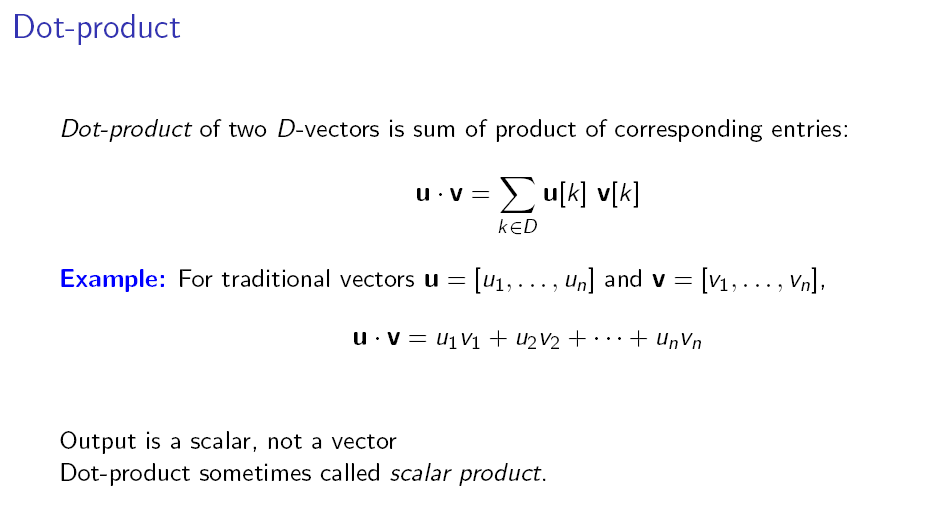 Dot-product
Dot-product of two D-vectors is sum of product of corresponding entries:
u · v = ∑ u[k] v[k]
k∈D
Example: For traditional vectors u = [u₁, . . . , uₙ] and v = [v₁, . . . , vₙ],
u · v = u₁v₁ + u₂v₂ + · · · + uₙvₙ
Output is a scalar, not a vector
Dot-product sometimes called scalar product.